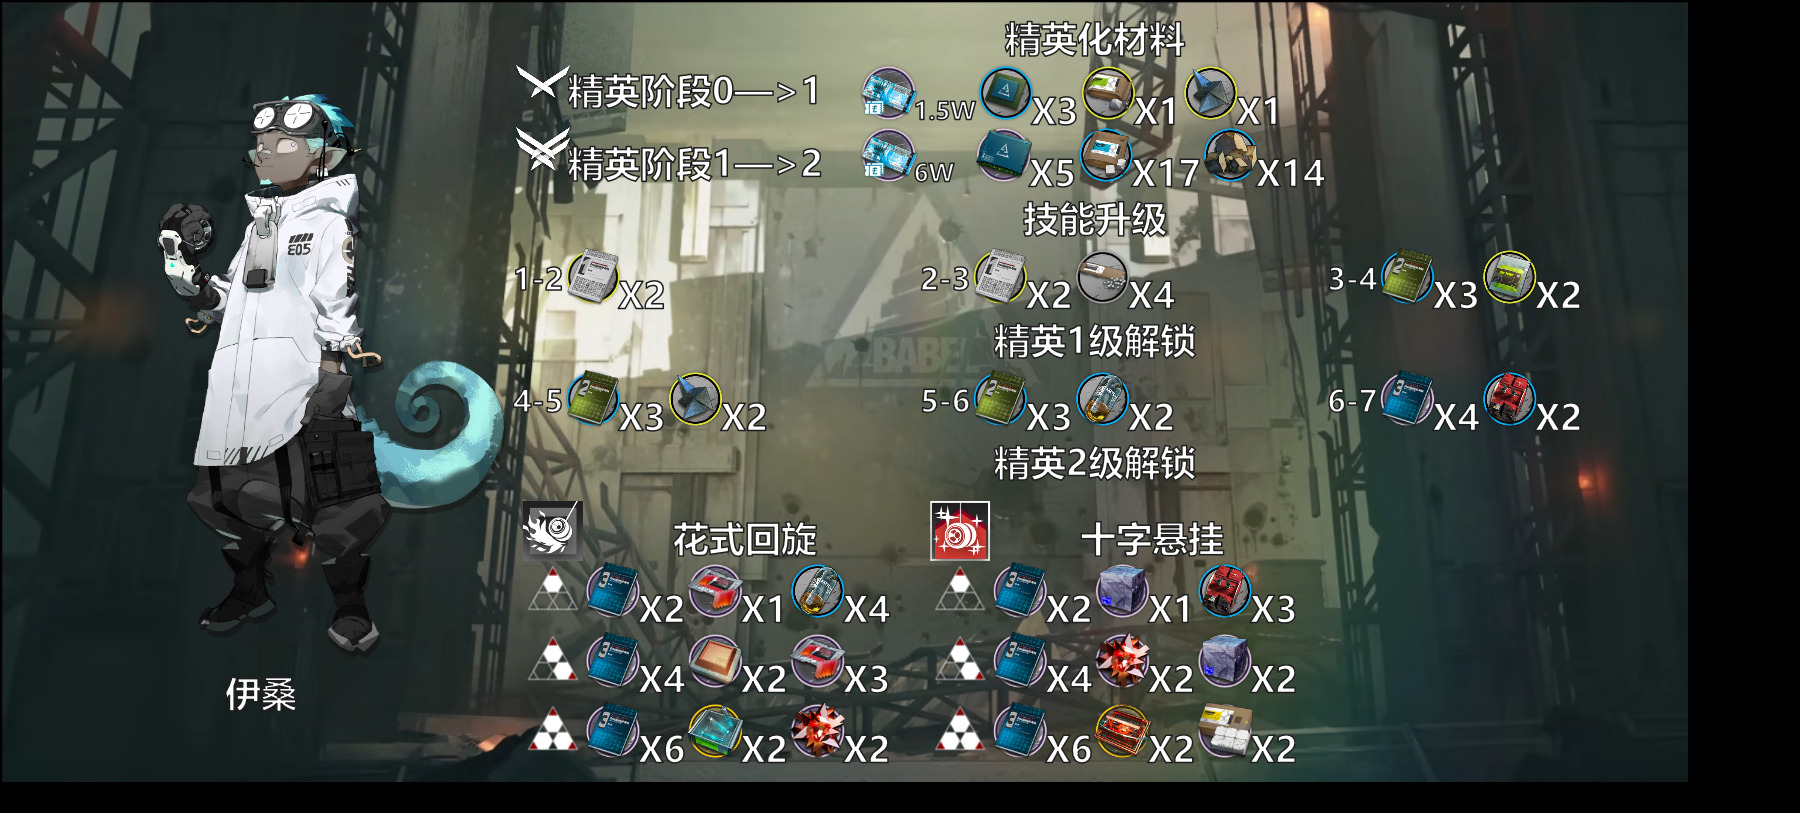 精英化材料
精英阶段0—>1 1.5W X3 X1 X1
精英阶段1—>2 6W X5 X17 X14
技能升级
1-2 X2 2-3 X2 X4 3-4 X3 X2
精英1级解锁
BABEL
4-5 X3 X2 5-6 X3 X2 6-7 X4 X2
精英2级解锁
花式回旋 十字悬挂
X2 X1 X4 X2 X1 X3
X4 X2 X3 X4 X2 X2
X6 X2 X2 X6 X2 X2
E05
伊桑